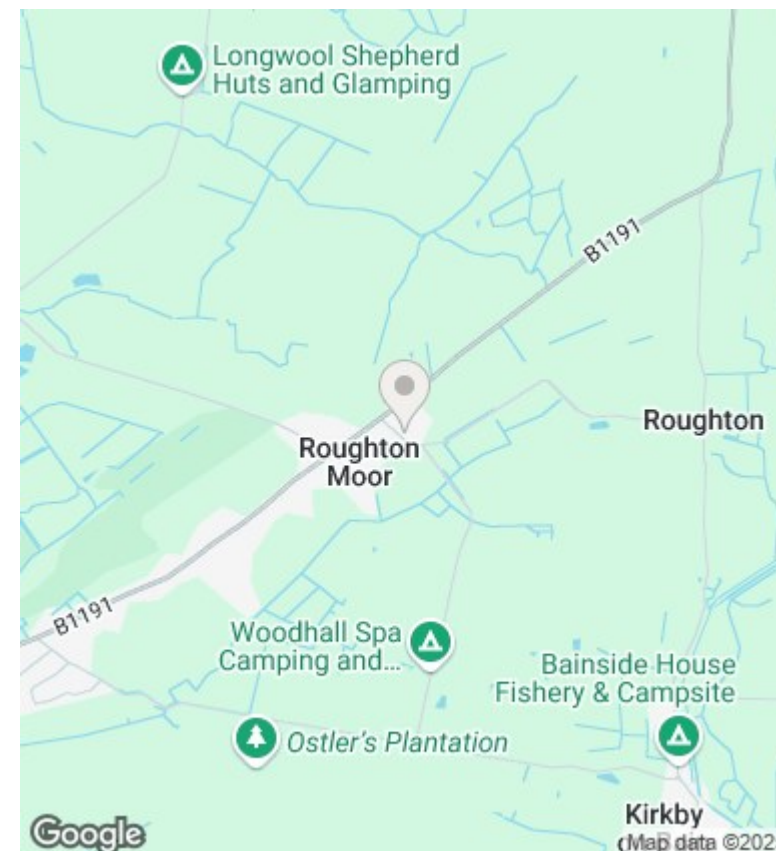 Longwool Shepherd
Huts and Glamping
B1191
Roughton
Roughton
Moor
B1191
Woodhall Spa
Camping and...
Bainside House
Fishery & Campsite
Ostler's Plantation
Kirkby
Google
Map data ©202